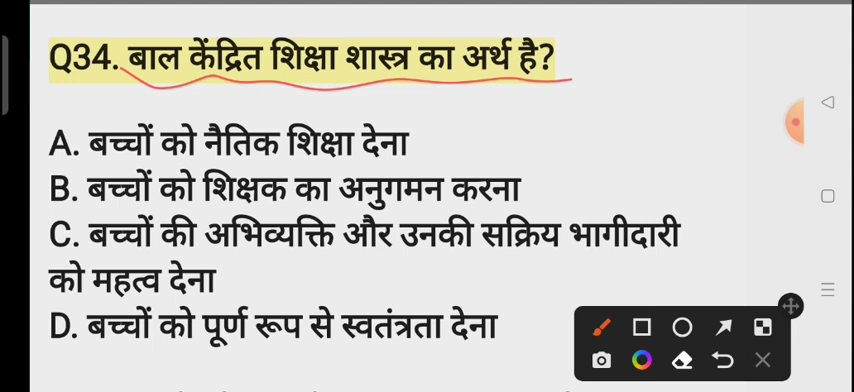 Q34. बाल केंद्रित शिक्षा शास्त्र का अर्थ है?
A. बच्चों को नैतिक शिक्षा देना
B. बच्चों को शिक्षक का अनुगमन करना
C. बच्चों की अभिव्यक्ति और उनकी सक्रिय भागीदारी
को महत्व देना
D. बच्चों को पूर्ण रूप से स्वतंत्रता देना